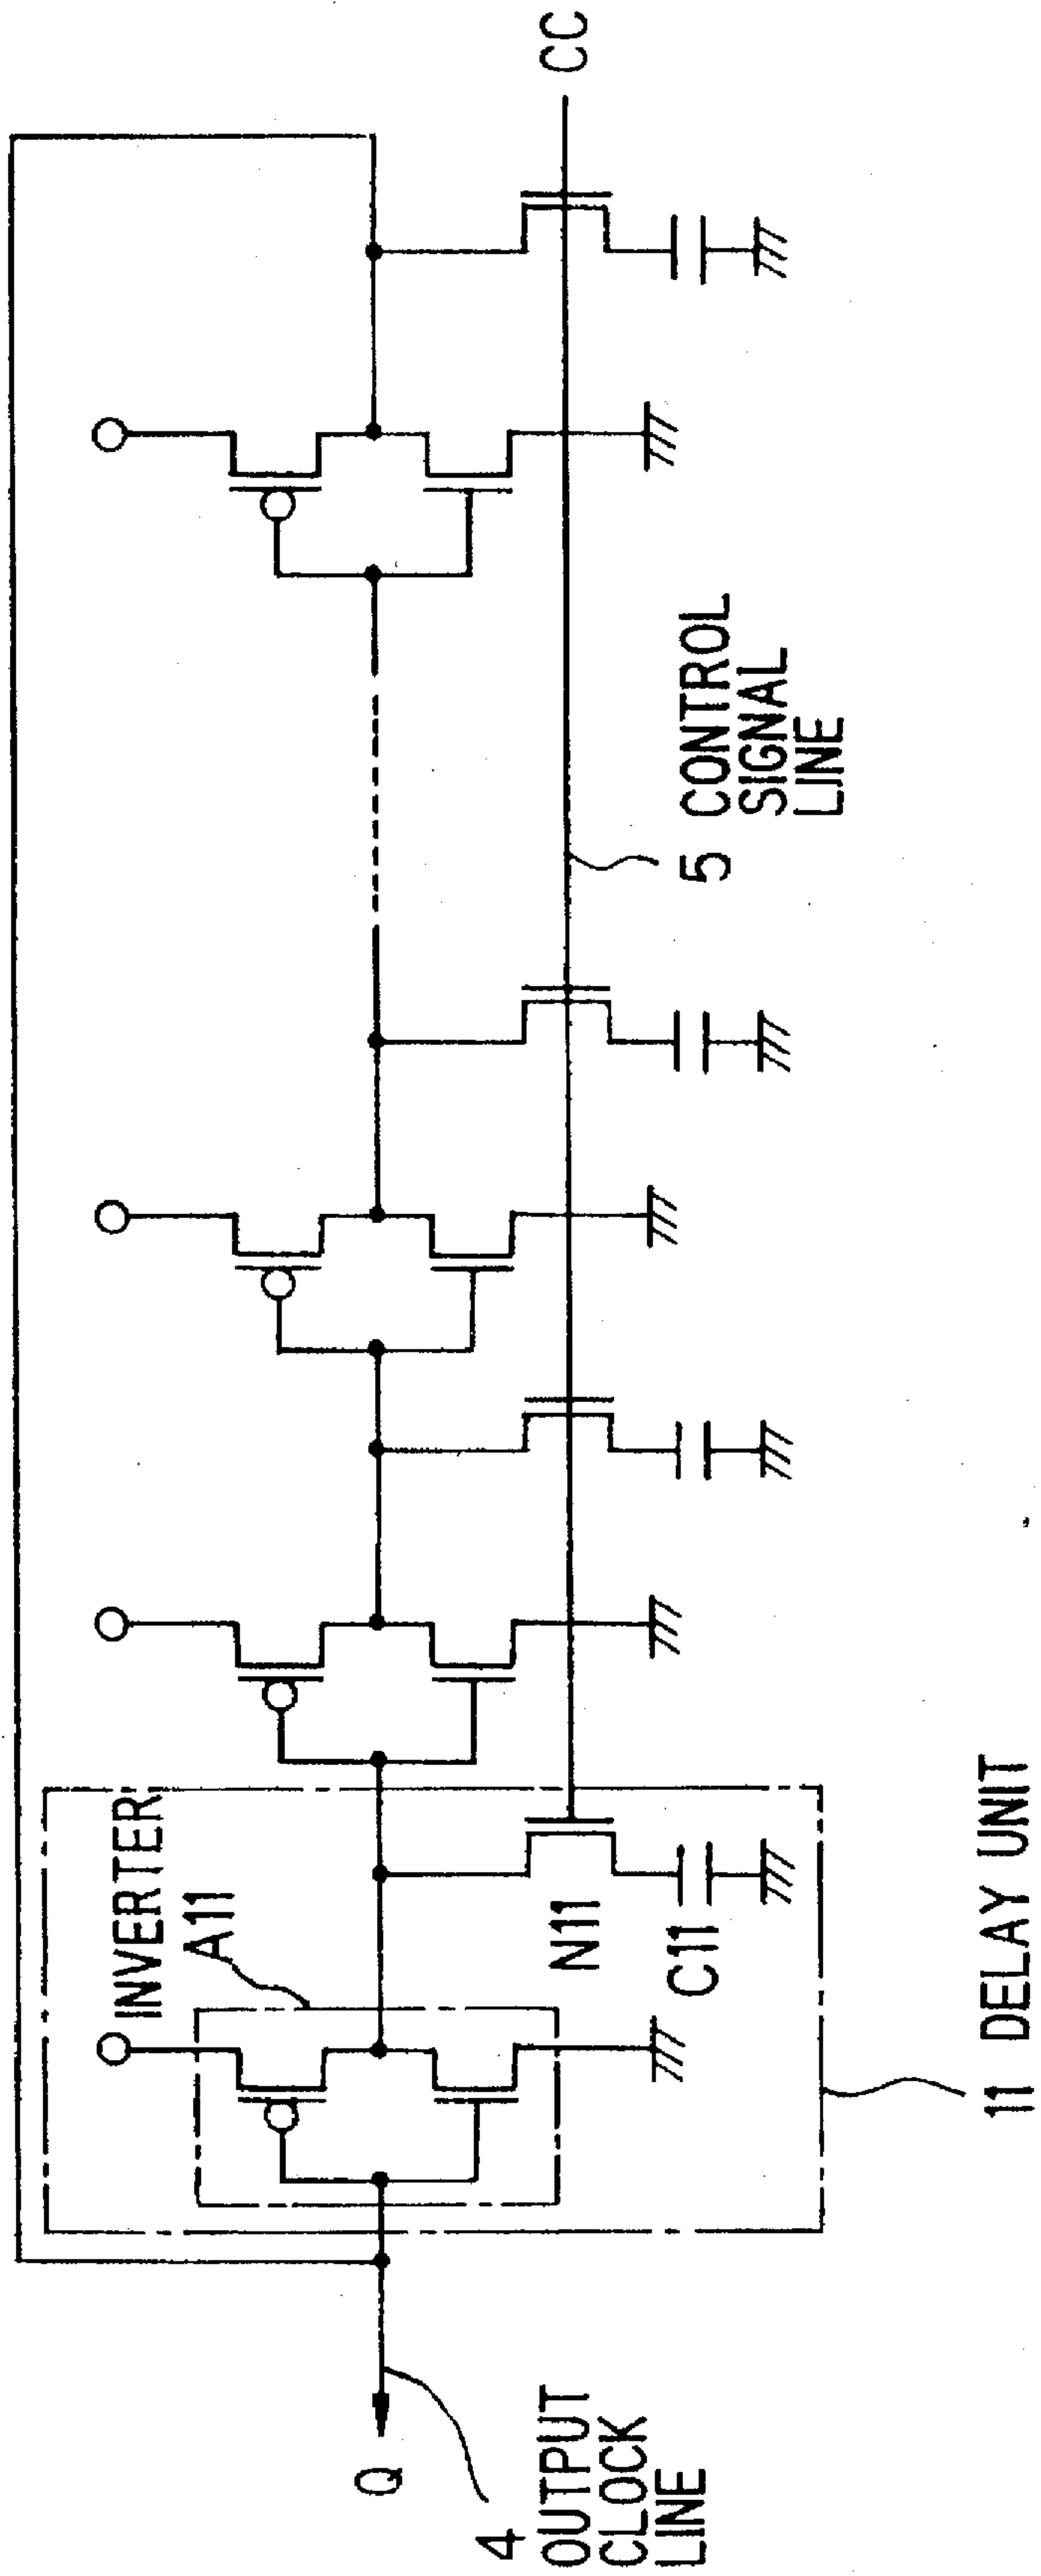 INVERTER
A11
N11
C11
11 DELAY UNIT
Q
4 OUTPUT
CLOCK
LINE
5 CONTROL
SIGNAL
LINE
CC